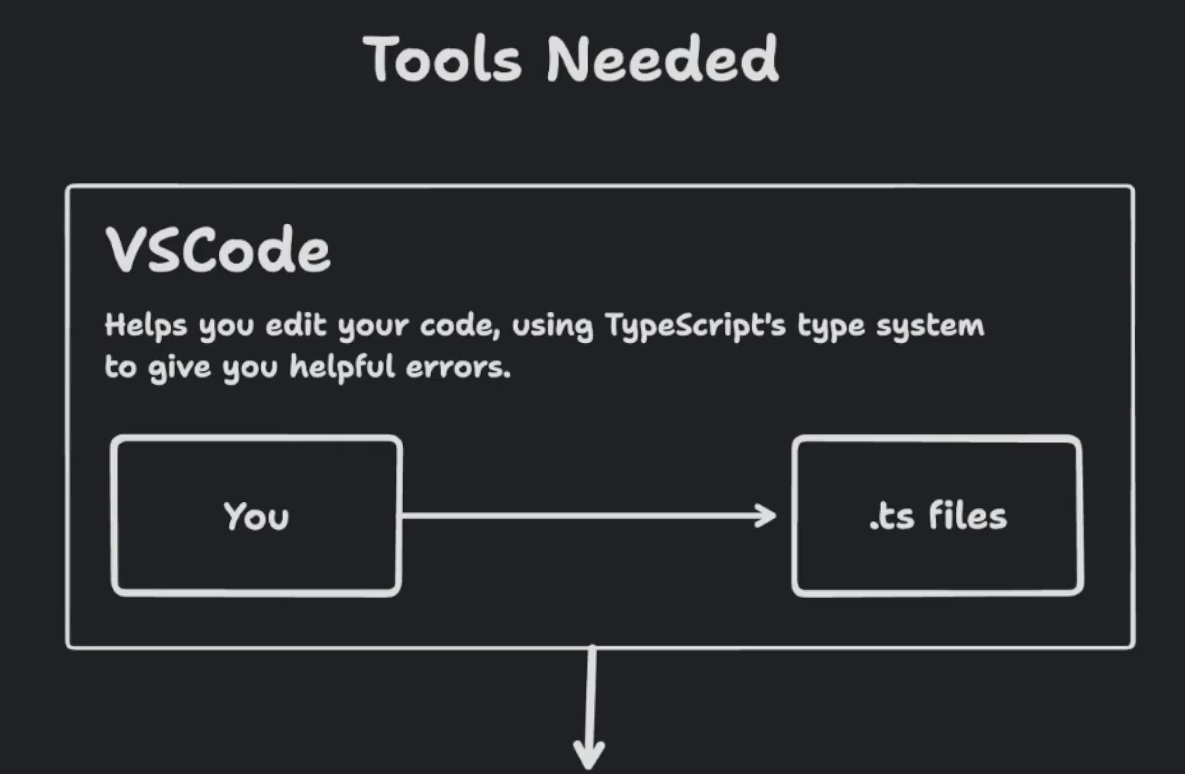 Tools Needed
VSCode
Helps you edit your code, using TypeScript's type system
to give you helpful errors.
You
.ts files